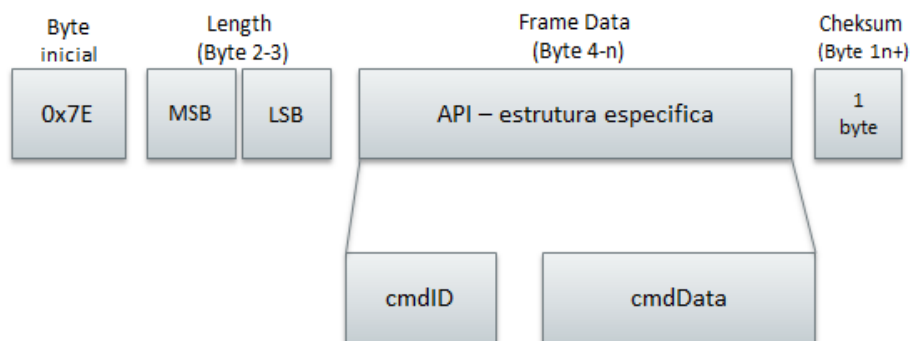 Byte
inicial
Length
(Byte 2-3)
Frame Data
(Byte 4-n)
Cheksum
(Byte 1n+)
0x7E
MSB
LSB
API – estrutura especifica
1
byte
cmdID
cmdData